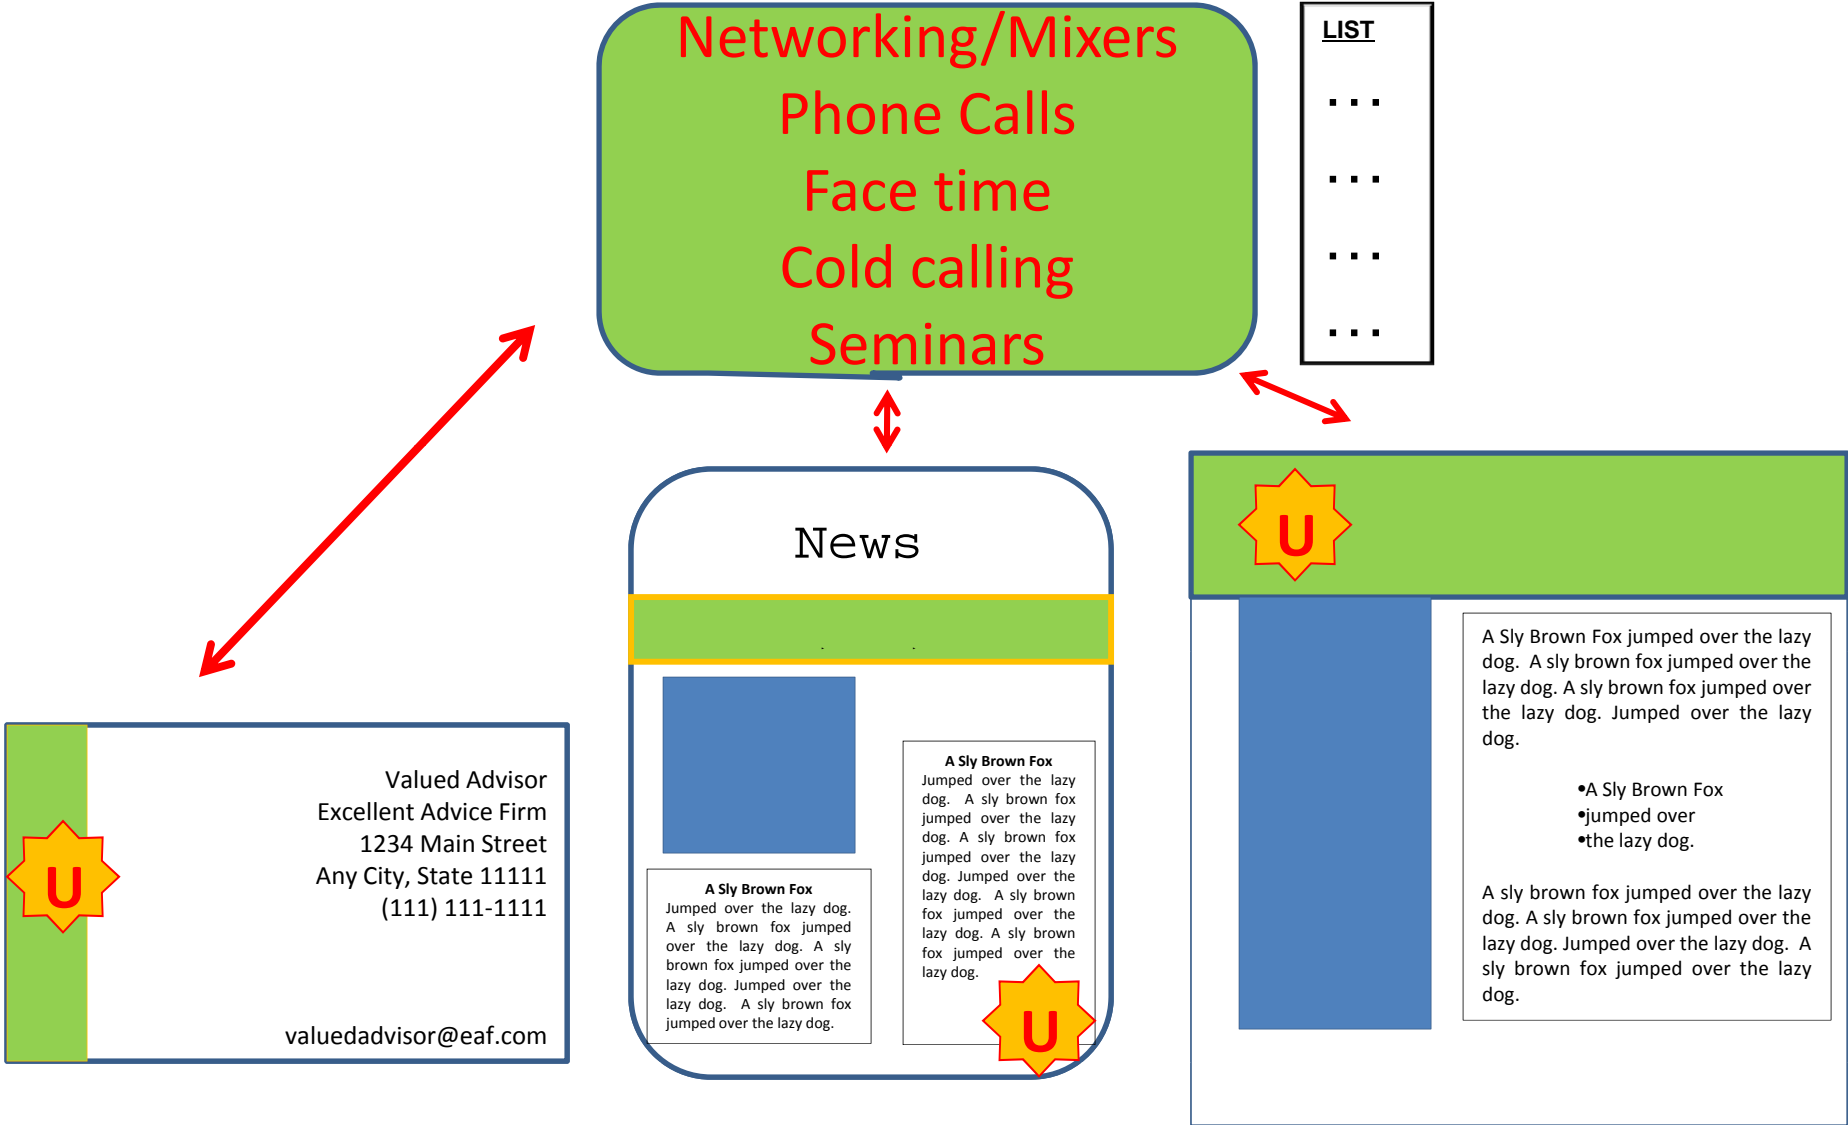 Networking/Mixers
Phone Calls
Face time
Cold calling
Seminars
LIST
...
...
...
...
U
Valued Advisor
Excellent Advice Firm
1234 Main Street
Any City, State 11111
(111) 111-1111
valuedadvisor@eaf.com
News
A Sly Brown Fox
Jumped over the lazy dog.
A sly brown fox jumped
over the lazy dog. A sly
brown fox jumped over the
lazy dog. Jumped over the
lazy dog. A sly brown fox
jumped over the lazy dog.
A Sly Brown Fox
Jumped over the lazy
dog. A sly brown fox
jumped over the lazy
dog. A sly brown fox
jumped over the lazy
dog. Jumped over the
lazy dog. A sly brown
fox jumped over the
lazy dog. A sly brown
fox jumped over the
lazy dog.
U
U
A Sly Brown Fox jumped over the lazy
dog. A sly brown fox jumped over the
lazy dog. A sly brown fox jumped over
the lazy dog. Jumped over the lazy
dog.
•A Sly Brown Fox
•jumped over
•the lazy dog.
A sly brown fox jumped over the lazy
dog. A sly brown fox jumped over the
lazy dog. Jumped over the lazy dog. A
sly brown fox jumped over the lazy
dog.